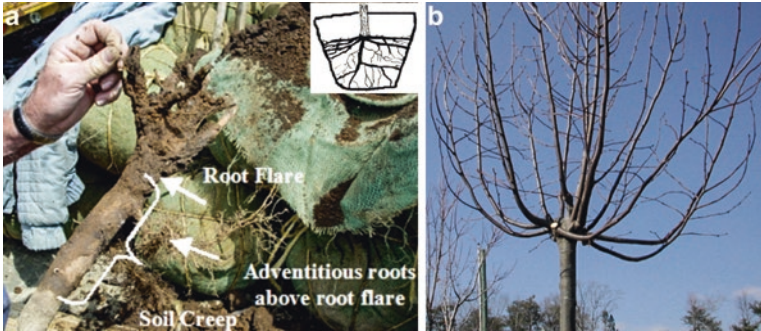 a
b
Root Flare
Adventitious roots
above root flare
Soil Creep